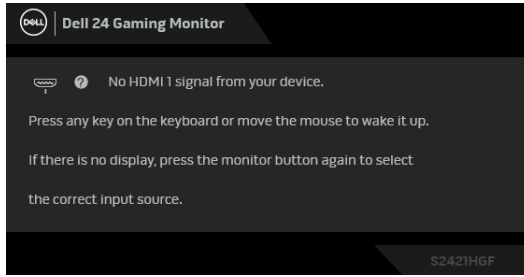 DELL
Dell 24 Gaming Monitor
? No HDMI 1 signal from your device.
Press any key on the keyboard or move the mouse to wake it up.
If there is no display, press the monitor button again to select
the correct input source.
S2421HGF